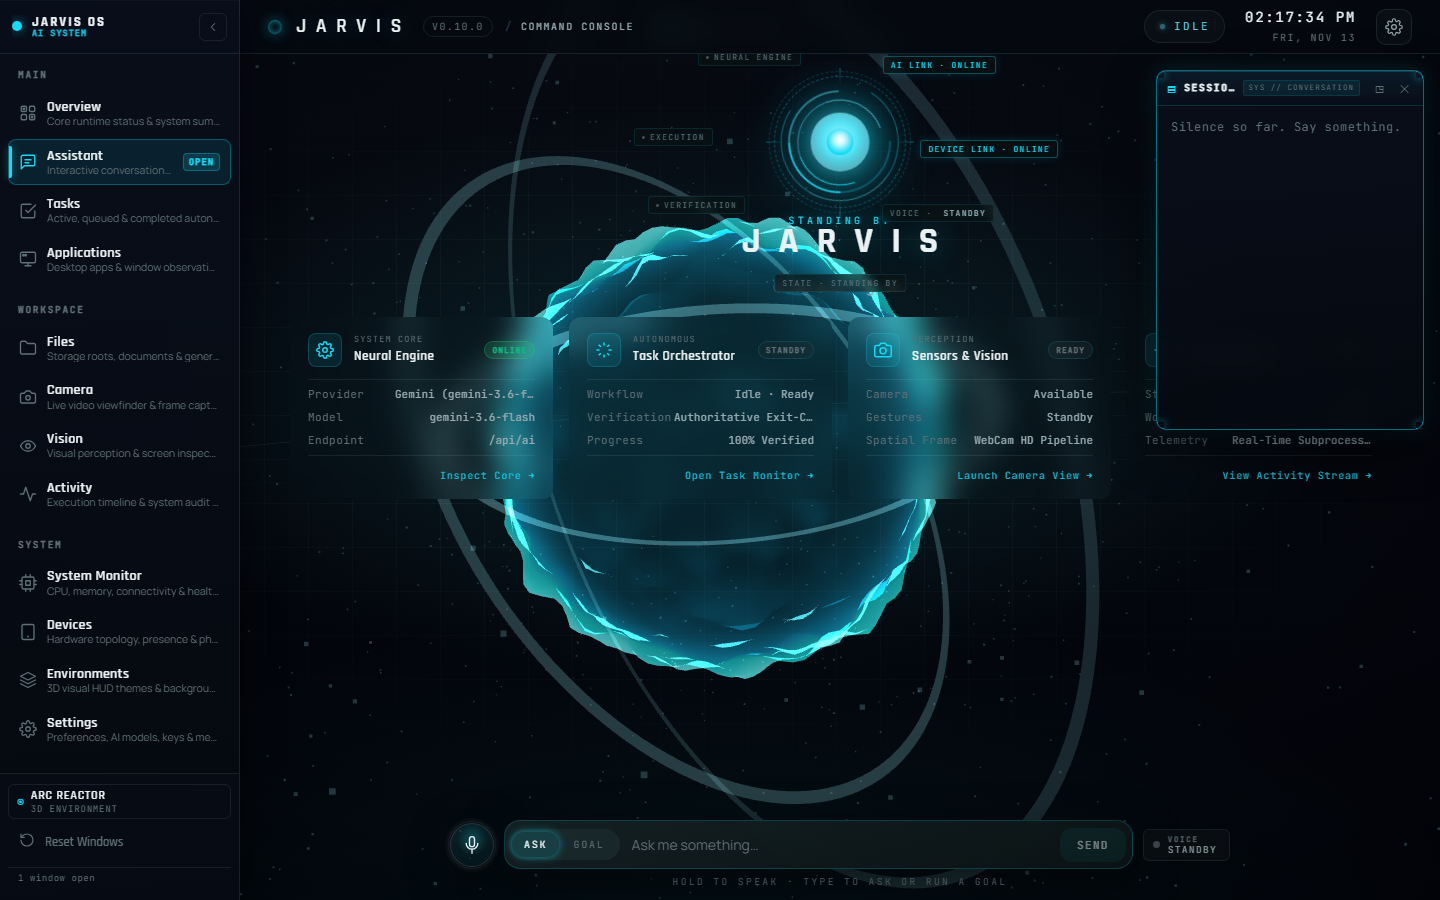 JARVIS OS
AI SYSTEM
MAIN
Overview
Core runtime status & system sum...
Assistant
Interactive conversation...
OPEN
Tasks
Active, queued & completed auton...
Applications
Desktop apps & window observati...
WORKSPACE
Files
Storage roots, documents & gener...
Camera
Live video viewfinder & frame capt...
Vision
Visual perception & screen inspec...
Activity
Execution timeline & system audit ...
SYSTEM
System Monitor
CPU, memory, connectivity & healt...
Devices
Hardware topology, presence & ph...
Environments
3D visual HUD themes & backgrou...
Settings
Preferences, AI models, keys & me...
ARC REACTOR
3D ENVIRONMENT
Reset Windows
1 window open
JARVIS
V0.10.0
/ COMMAND CONSOLE
IDLE
02:17:34 PM
FRI, NOV 13
NEURAL ENGINE
AI LINK · ONLINE
EXECUTION
DEVICE LINK · ONLINE
VERIFICATION
VOICE · STANDBY
STANDING B
JARVIS
STATE · STANDING BY
SYSTEM CORE
Neural Engine
ONLINE
Provider Gemini (gemini-3.6-f…
Model gemini-3.6-flash
Endpoint /api/ai
Inspect Core →
AUTONOMOUS
Task Orchestrator
STANDBY
Workflow Idle · Ready
Verification Authoritative Exit-C…
Progress 100% Verified
Open Task Monitor →
PERCEPTION
Sensors & Vision
READY
Camera Available
Gestures Standby
Spatial Frame WebCam HD Pipeline
Launch Camera View →
St
Wo
Telemetry Real-Time Subprocess…
View Activity Stream →
SESSIO…
SYS // CONVERSATION
Silence so far. Say something.
ASK
GOAL
Ask me something...
SEND
VOICE
STANDBY
HOLD TO SPEAK · TYPE TO ASK OR RUN A GOAL